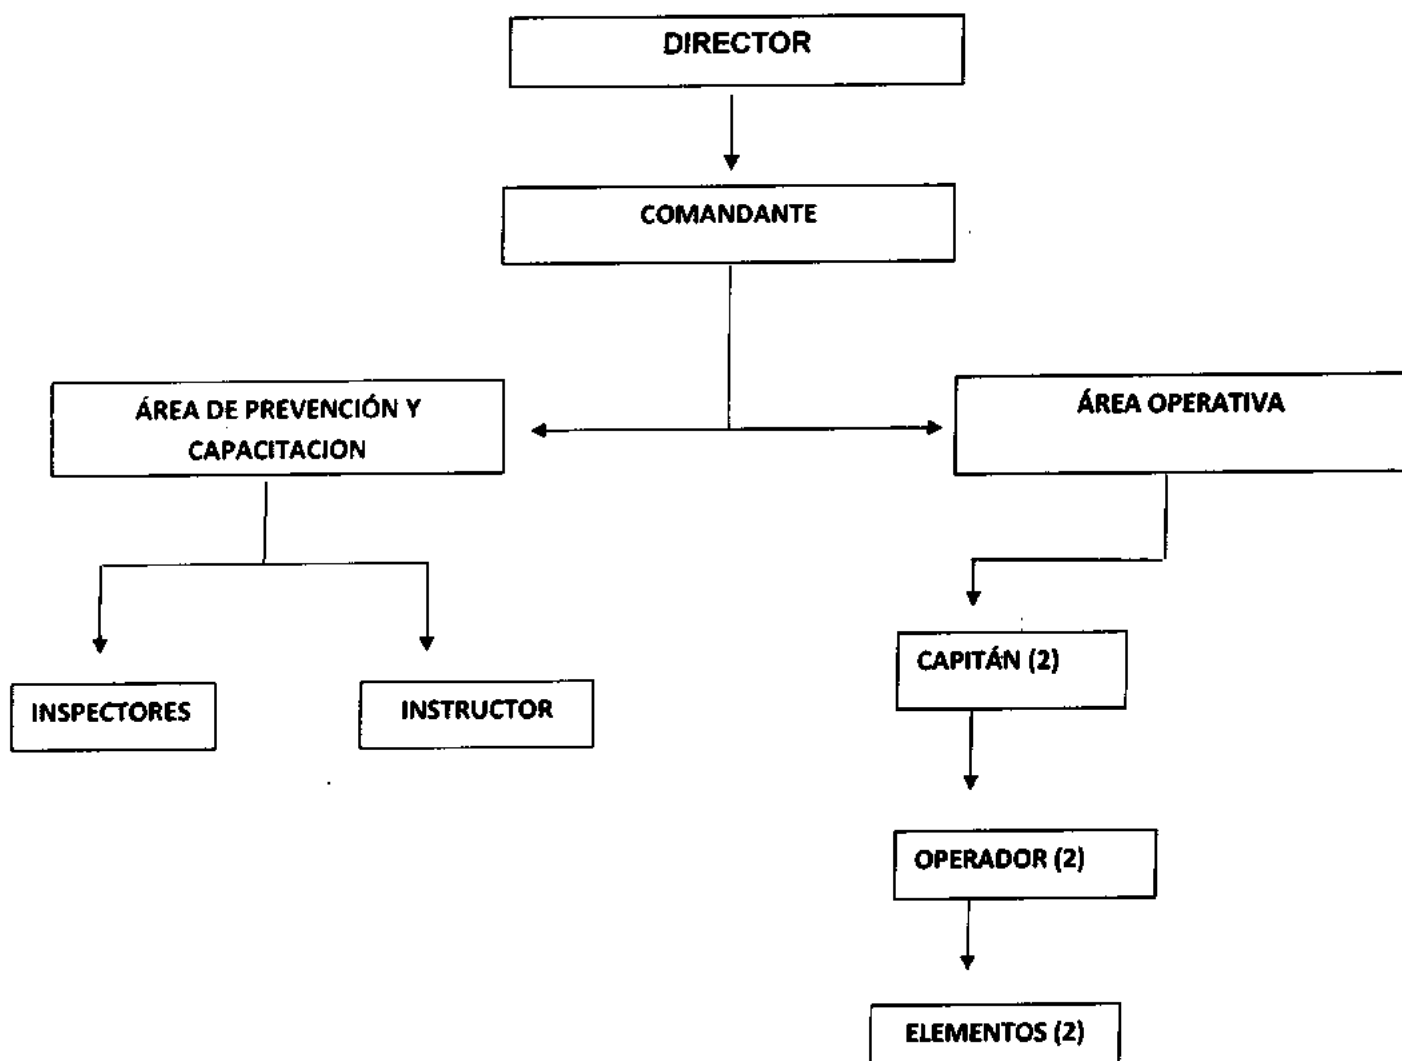 DIRECTOR
COMANDANTE
ÁREA DE PREVENCIÓN Y
CAPACITACION
ÁREA OPERATIVA
INSPECTORES
INSTRUCTOR
CAPITÁN (2)
OPERADOR (2)
ELEMENTOS (2)